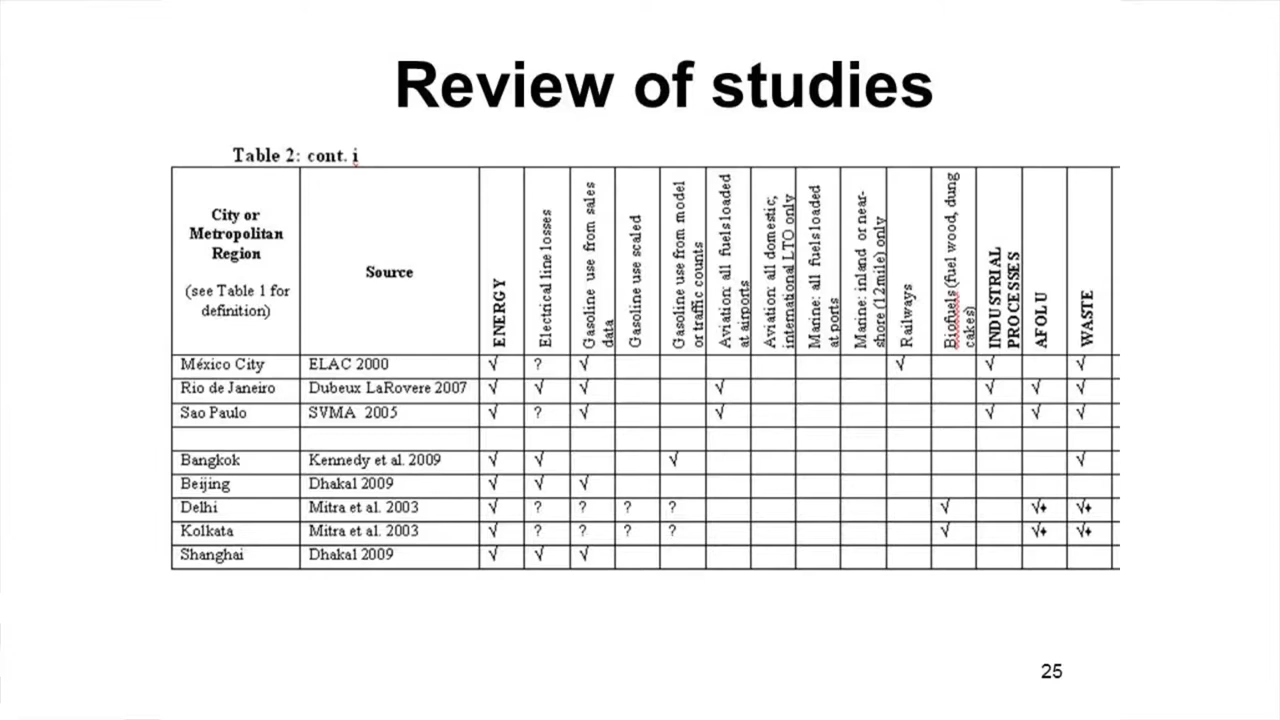 Review of studies
Table 2: cont. i
City or
Metropolitan
Region
(see Table 1 for
definition)
Source
ENERGY
Electrical line losses
Gasoline use from sales
data
Gasoline use scaled
Gasoline use from model
or traffic counts
Aviation: all fuels loaded
at airports
Aviation: all domestic;
international LTO only
Marine: all fuels loaded
at ports
Marine: inland or near-
shore (12mile) only
Railways
Biofuels (fuel wood, dung
cakes)
INDUSTRIAL
PROCESSES
AFOLU
WASTE
México City ELAC 2000 √ ? √ √ √ √
Rio de Janeiro Dubeux LaRovere 2007 √ √ √ √ √ √ √
Sao Paulo SVMA 2005 √ ? √ √ √ √ √
Bangkok Kennedy et al. 2009 √ √ √ √
Beijing Dhakal 2009 √ √ √
Delhi Mitra et al. 2003 √ ? ? ? ? √ √+ √+
Kolkata Mitra et al. 2003 √ ? ? ? ? √ √+ √+
Shanghai Dhakal 2009 √ √ √
25